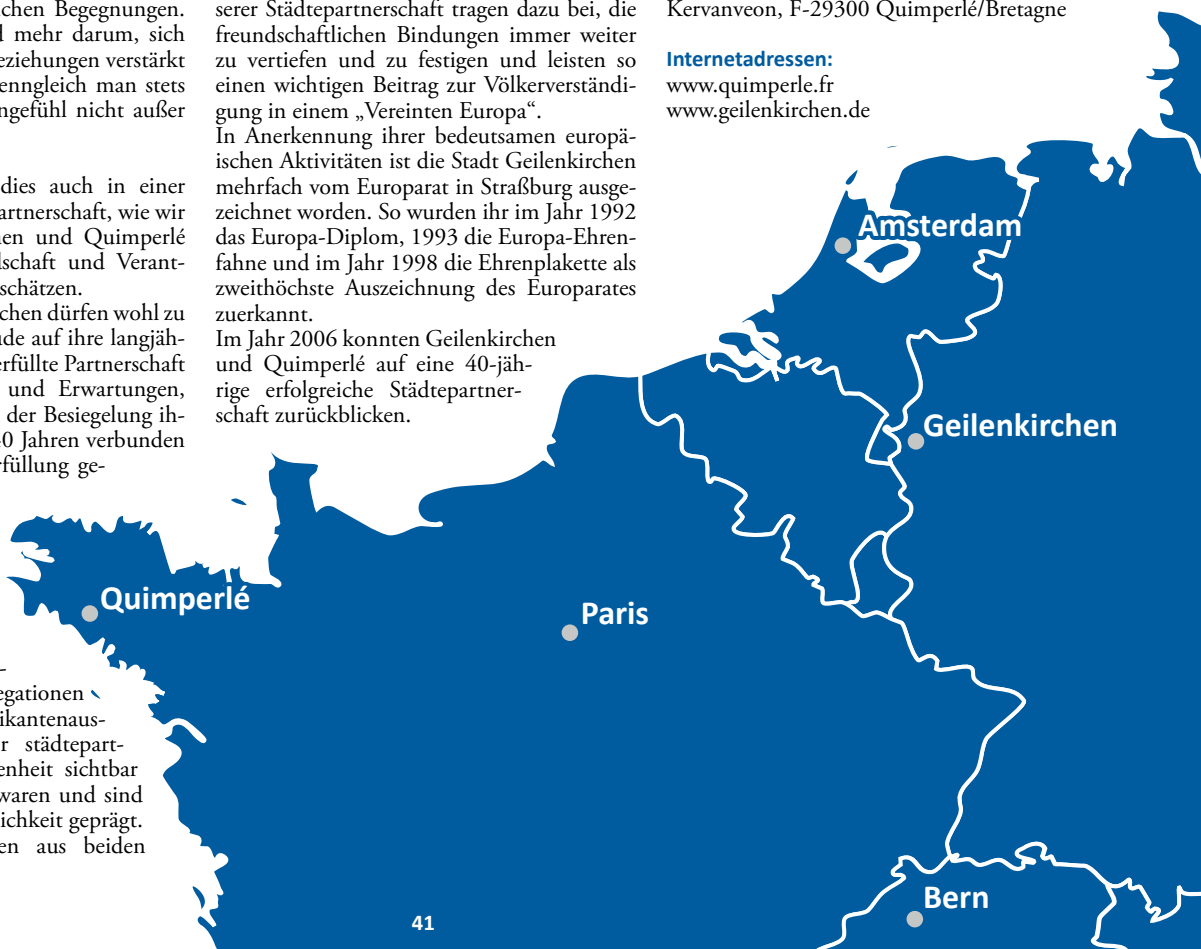 ichen Begegnungen.
mehr darum, sich
eziehungen verstärkt
enngleich man stets
ngefühl nicht außer
dies auch in einer
artnerschaft, wie wir
en und Quimperlé
lschaft und Verant-
schätzen.
chen dürfen wohl zu
ude auf ihre langjäh-
erfüllte Partnerschaft
und Erwartungen,
der Besiegelung ih-
0 Jahren verbunden
rfüllung ge-
-
egationen
ikantenaus-
r städtepart-
enheit sichtbar
waren und sind
lichkeit geprägt.
en aus beiden
serer Städtepartnerschaft tragen dazu bei, die
freundschaftlichen Bindungen immer weiter
zu vertiefen und zu festigen und leisten so
einen wichtigen Beitrag zur Völkerverständi-
gung in einem „Vereinten Europa“.
In Anerkennung ihrer bedeutsamen europä-
ischen Aktivitäten ist die Stadt Geilenkirchen
mehrfach vom Europarat in Straßburg ausge-
zeichnet worden. So wurden ihr im Jahr 1992
das Europa-Diplom, 1993 die Europa-Ehren-
fahne und im Jahr 1998 die Ehrenplakette als
zweithöchste Auszeichnung des Europarates
zuerkannt.
Im Jahr 2006 konnten Geilenkirchen
und Quimperlé auf eine 40-jäh-
rige erfolgreiche Städtepartner-
schaft zurückblicken.
Kervanveon, F-29300 Quimperlé/Bretagne
Internetadressen:
www.quimperle.fr
www.geilenkirchen.de
Amsterdam
Geilenkirchen
Quimperlé
Paris
Bern
41